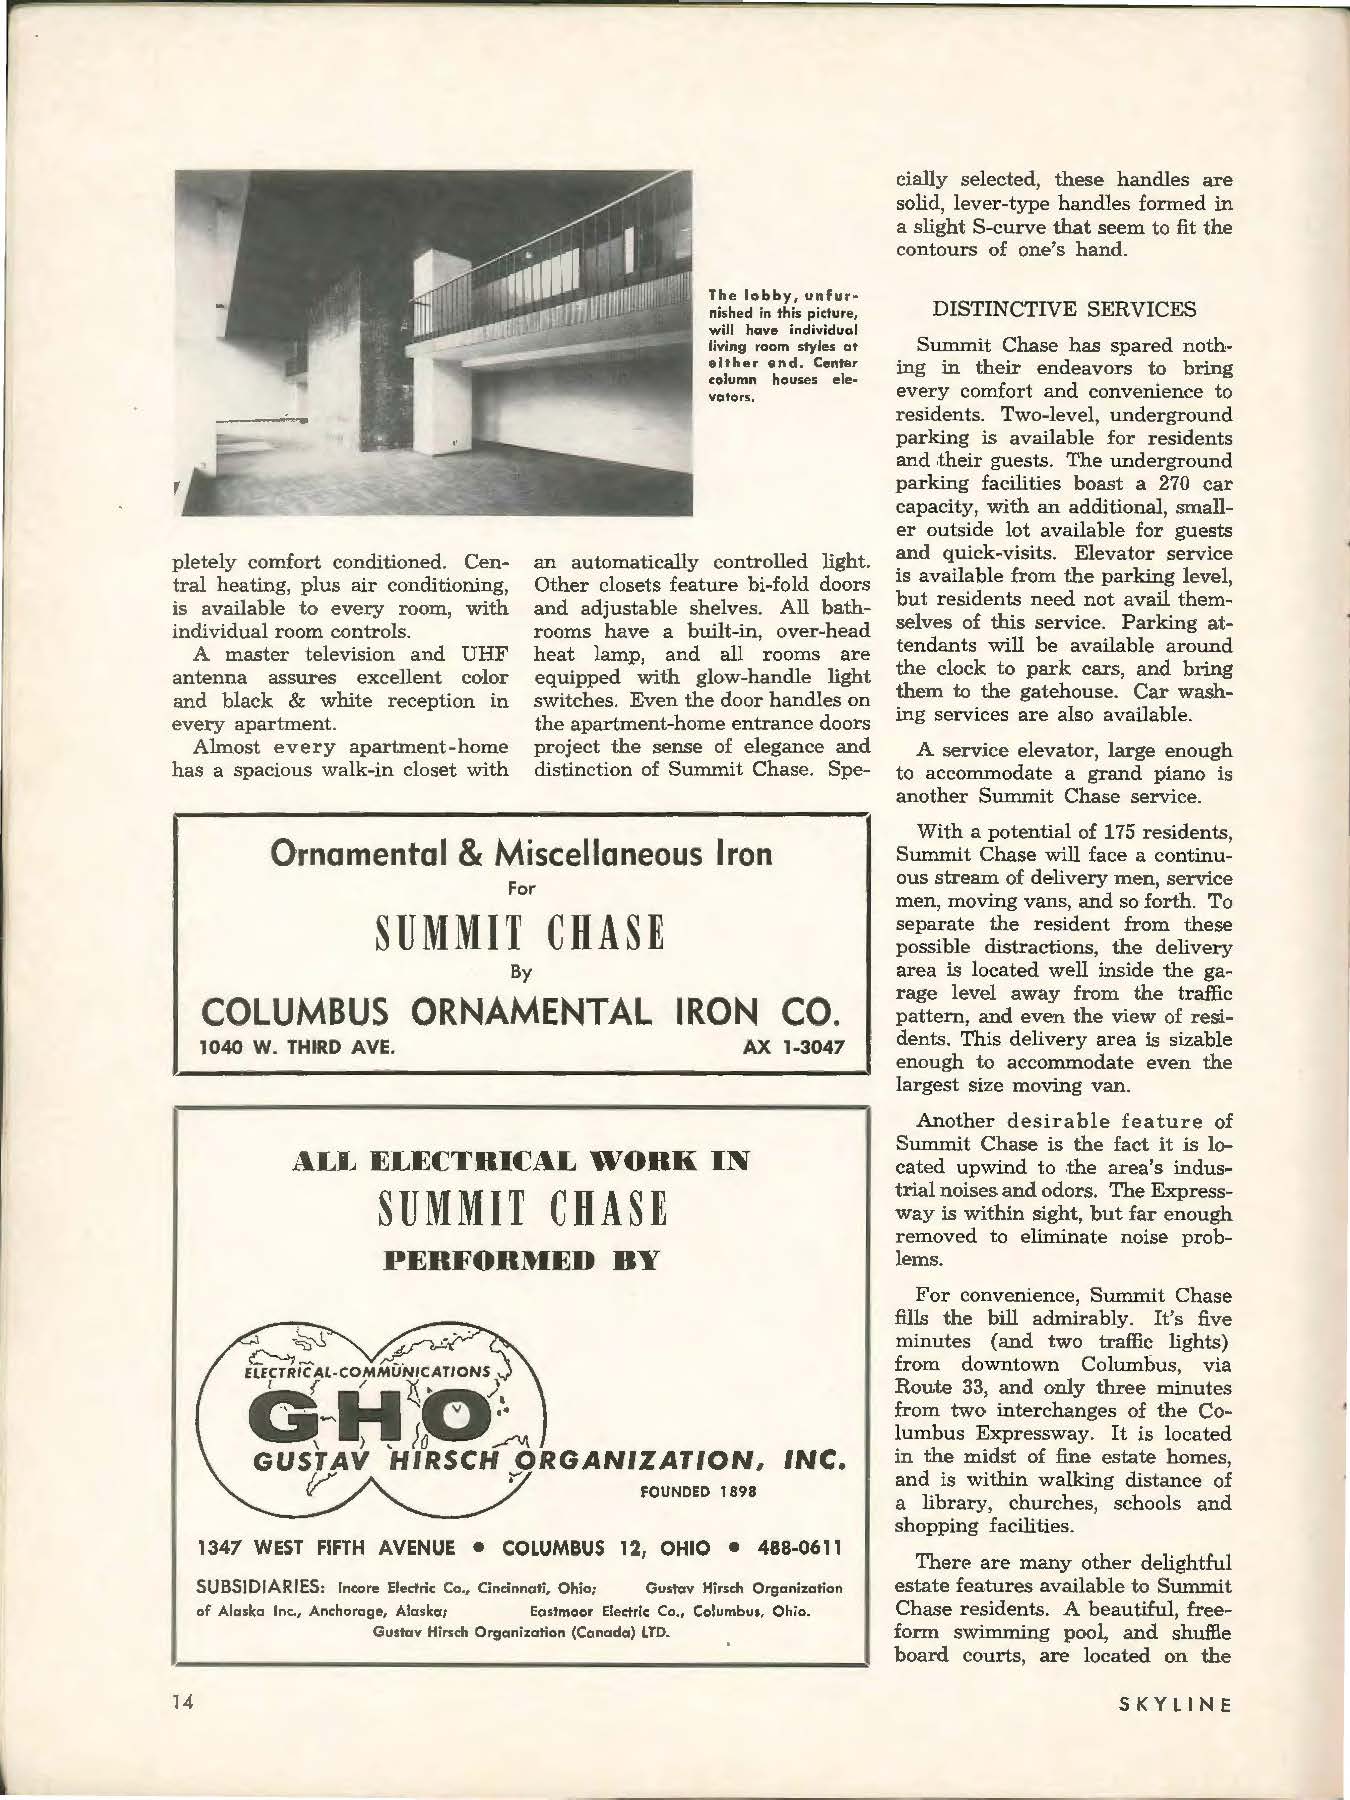 The lobby, unfur-
nished in this picture,
will have individual
living room styles at
either end. Center
column houses ele-
vators.
pletely comfort conditioned. Cen-
tral heating, plus air conditioning,
is available to every room, with
individual room controls.
A master television and UHF
antenna assures excellent color
and black & white reception in
every apartment.
Almost every apartment-home
has a spacious walk-in closet with
an automatically controlled light.
Other closets feature bi-fold doors
and adjustable shelves. All bath-
rooms have a built-in, over-head
heat lamp, and all rooms are
equipped with glow-handle light
switches. Even the door handles on
the apartment-home entrance doors
project the sense of elegance and
distinction of Summit Chase. Spe-
cially selected, these handles are
solid, lever-type handles formed in
a slight S-curve that seem to fit the
contours of one's hand.
DISTINCTIVE SERVICES
Summit Chase has spared noth-
ing in their endeavors to bring
every comfort and convenience to
residents. Two-level, underground
parking is available for residents
and their guests. The underground
parking facilities boast a 270 car
capacity, with an additional, small-
er outside lot available for guests
and quick-visits. Elevator service
is available from the parking level,
but residents need not avail them-
selves of this service. Parking at-
tendants will be available around
the clock to park cars, and bring
them to the gatehouse. Car wash-
ing services are also available.
A service elevator, large enough
to accommodate a grand piano is
another Summit Chase service.
With a potential of 175 residents,
Summit Chase will face a continu-
ous stream of delivery men, service
men, moving vans, and so forth. To
separate the resident from these
possible distractions, the delivery
area is located well inside the ga-
rage level away from the traffic
pattern, and even the view of resi-
dents. This delivery area is sizable
enough to accommodate even the
largest size moving van.
Another desirable feature of
Summit Chase is the fact it is lo-
cated upwind to the area's indus-
trial noises and odors. The Express-
way is within sight, but far enough
removed to eliminate noise prob-
lems.
For convenience, Summit Chase
fills the bill admirably. It's five
minutes (and two traffic lights)
from downtown Columbus, via
Route 33, and only three minutes
from two interchanges of the Co-
lumbus Expressway. It is located
in the midst of fine estate homes,
and is within walking distance of
a library, churches, schools and
shopping facilities.
There are many other delightful
estate features available to Summit
Chase residents. A beautiful, free-
form swimming pool, and shuffle
board courts, are located on the
Ornamental & Miscellaneous Iron
For
SUMMIT CHASE
By
COLUMBUS ORNAMENTAL IRON CO.
1040 W. THIRD AVE. AX 1-3047
ALL ELECTRICAL WORK IN
SUMMIT CHASE
PERFORMED BY
ELECTRICAL-COMMUNICATIONS
GHO
GUSTAV HIRSCH ORGANIZATION, INC.
FOUNDED 1898
1347 WEST FIFTH AVENUE • COLUMBUS 12, OHIO • 488-0611
SUBSIDIARIES: Incore Electric Co., Cincinnati, Ohio; Gustav Hirsch Organization
of Alaska Inc., Anchorage, Alaska; Eastmoor Electric Co., Columbus, Ohio.
Gustav Hirsch Organization (Canada) LTD.
14 SKYLINE